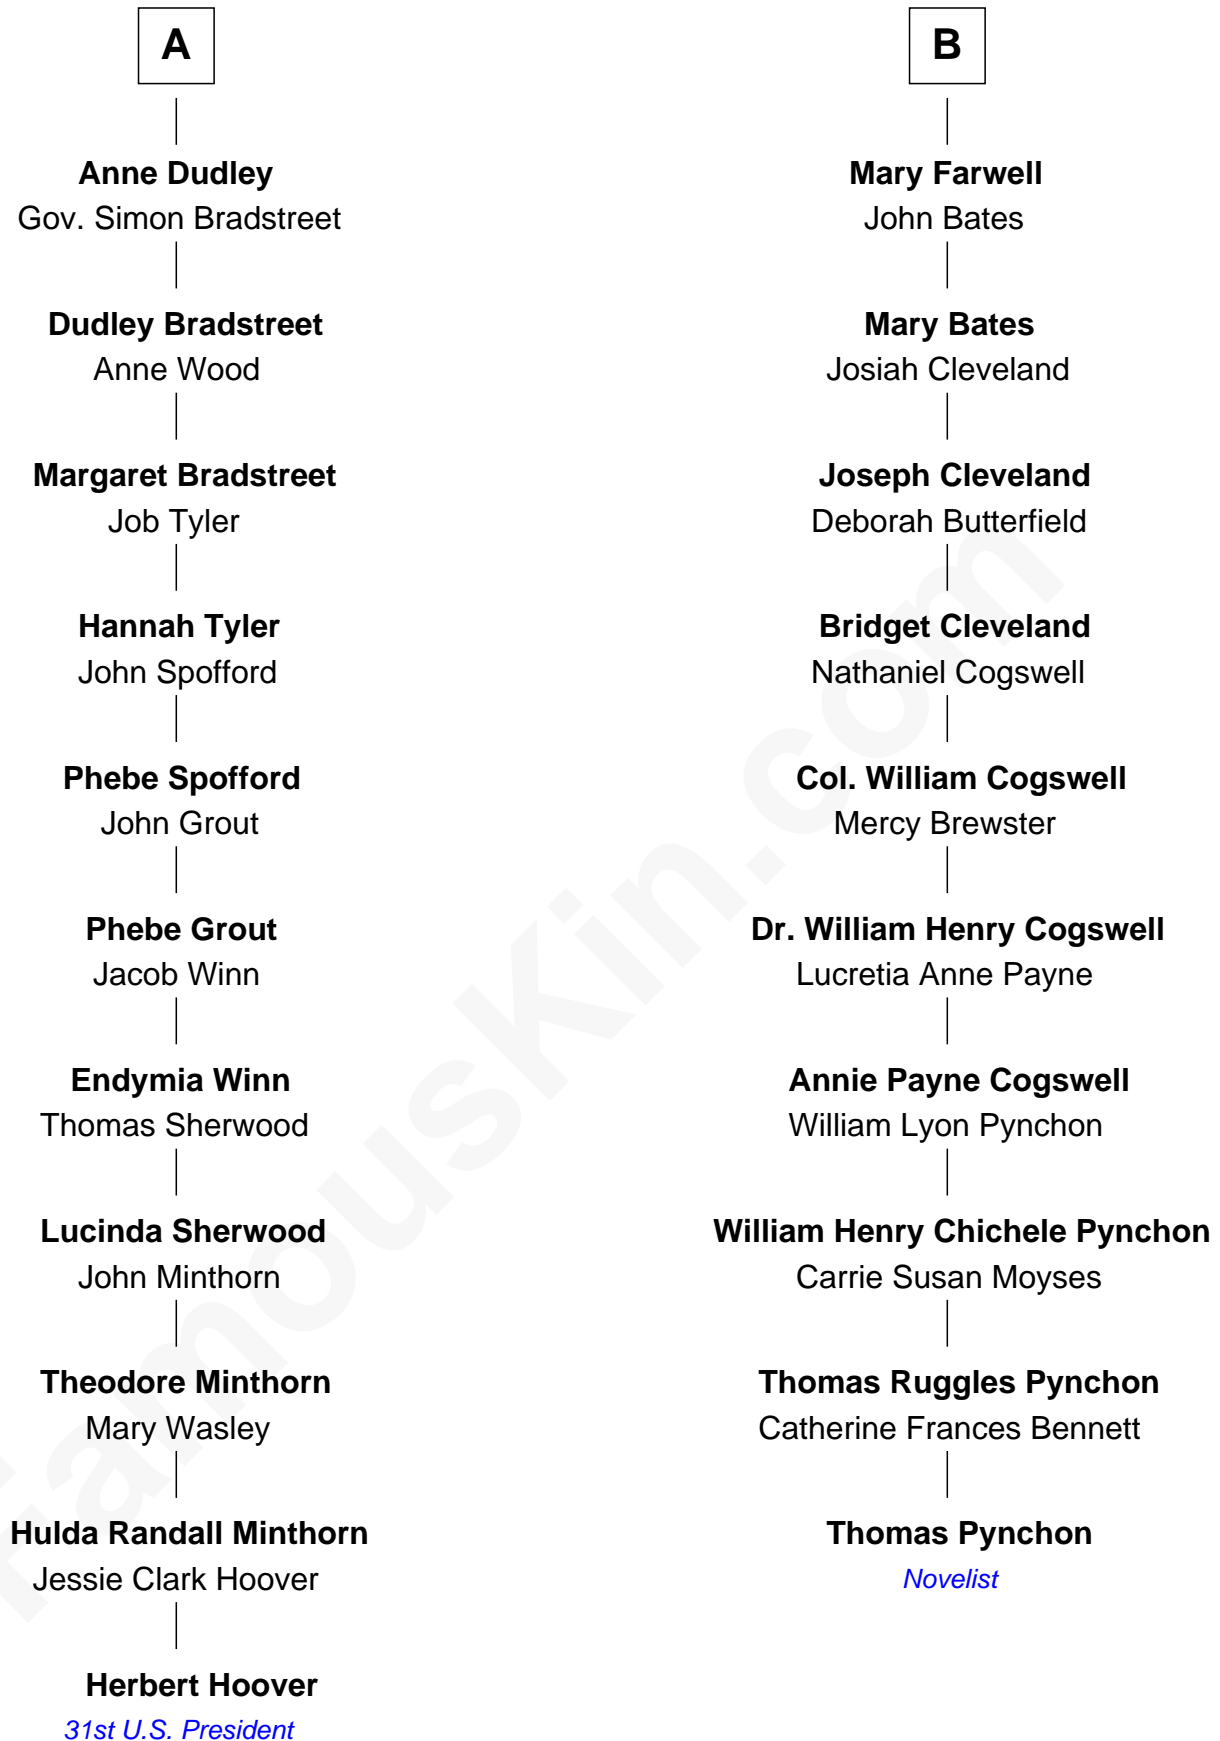 A
Anne Dudley
Gov. Simon Bradstreet
Dudley Bradstreet
Anne Wood
Margaret Bradstreet
Job Tyler
Hannah Tyler
John Spofford
Phebe Spofford
John Grout
Phebe Grout
Jacob Winn
Endymia Winn
Thomas Sherwood
Lucinda Sherwood
John Minthorn
Theodore Minthorn
Mary Wasley
Hulda Randall Minthorn
Jessie Clark Hoover
Herbert Hoover
31st U.S. President
B
Mary Farwell
John Bates
Mary Bates
Josiah Cleveland
Joseph Cleveland
Deborah Butterfield
Bridget Cleveland
Nathaniel Cogswell
Col. William Cogswell
Mercy Brewster
Dr. William Henry Cogswell
Lucretia Anne Payne
Annie Payne Cogswell
William Lyon Pynchon
William Henry Chichele Pynchon
Carrie Susan Moyses
Thomas Ruggles Pynchon
Catherine Frances Bennett
Thomas Pynchon
Novelist
famouskin.com